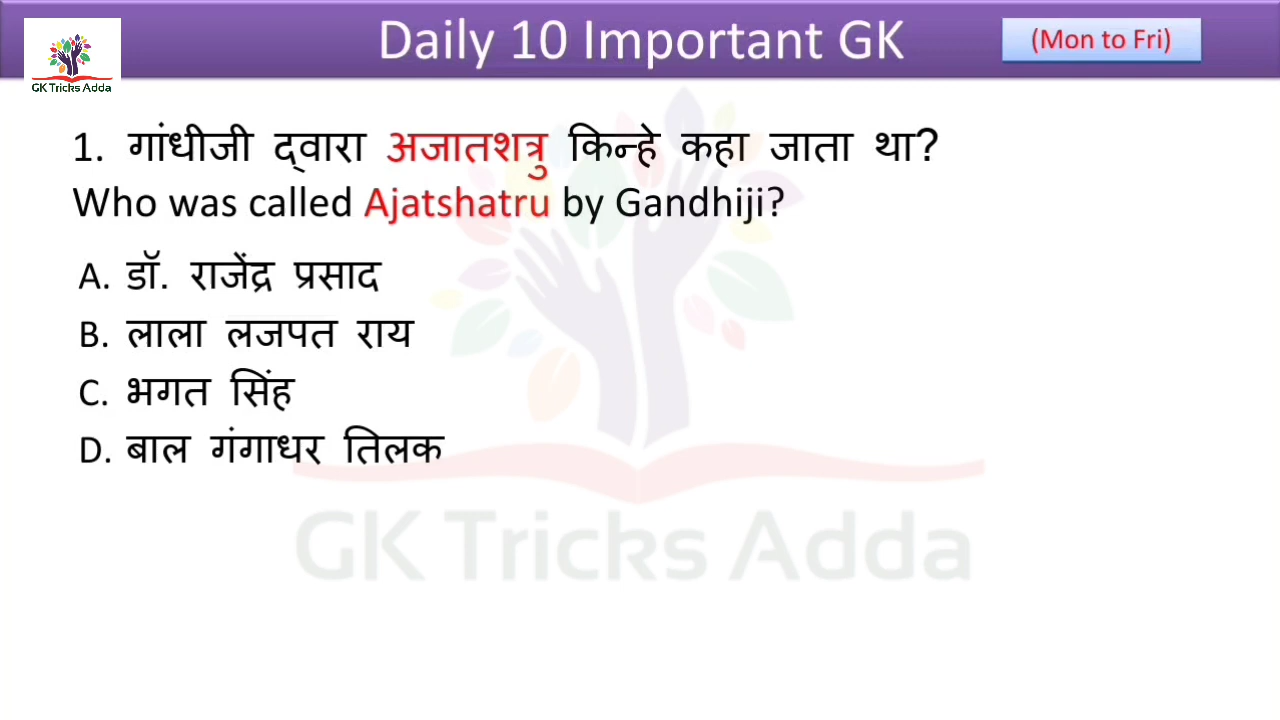 Daily 10 Important GK
(Mon to Fri)
GK Tricks Adda
1. गांधीजी द्वारा अजातशत्रु किन्हे कहा जाता था?
Who was called Ajatshatru by Gandhiji?
A. डॉ. राजेंद्र प्रसाद
B. लाला लजपत राय
C. भगत सिंह
D. बाल गंगाधर तिलक
GK Tricks Adda